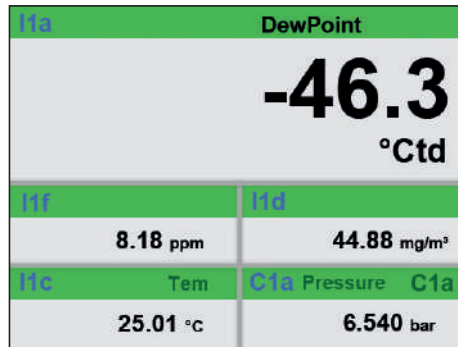 I1a DewPoint
-46.3
°Ctd
I1f I1d
8.18 ppm 44.88 mg/m³
I1c Tem C1a Pressure C1a
25.01 °C 6.540 bar